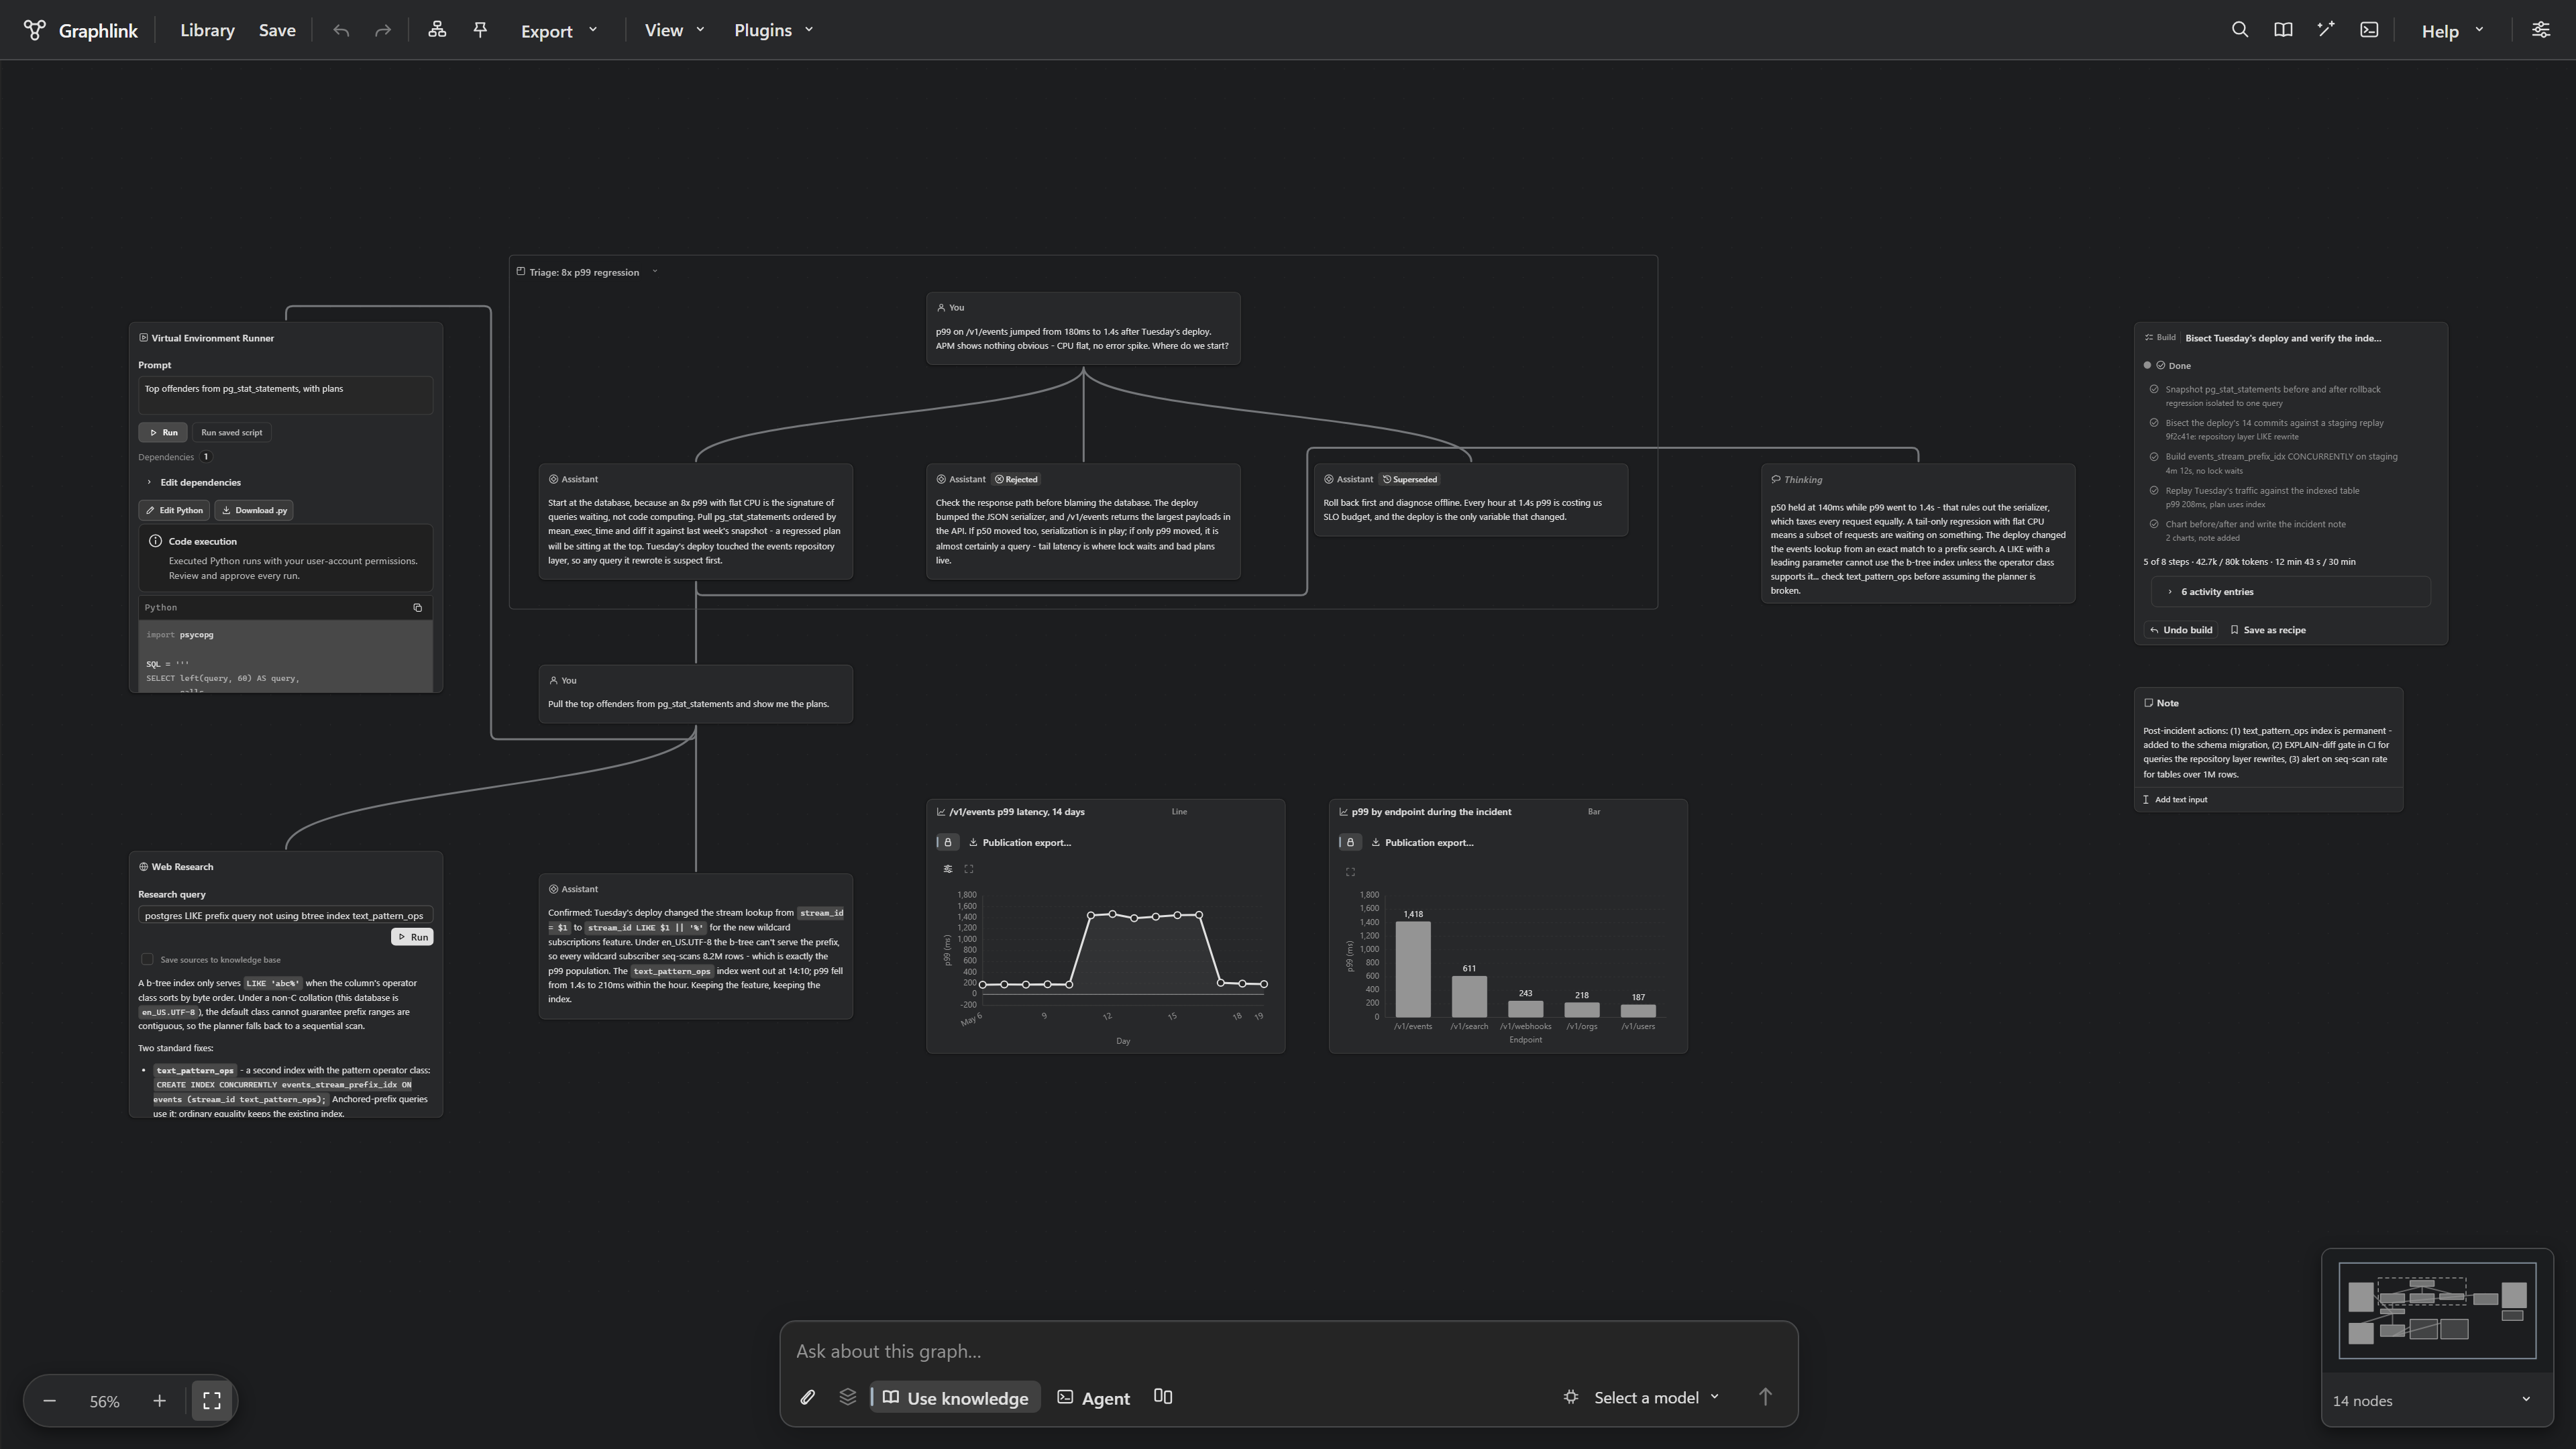 Graphlink
Library
Save
Export
View
Plugins
Help
Triage: 8x p99 regression
You
p99 on /v1/events jumped from 180ms to 1.4s after Tuesday's deploy.
APM shows nothing obvious - CPU flat, no error spike. Where do we start?
Virtual Environment Runner
Prompt
Top offenders from pg_stat_statements, with plans
Run
Run saved script
Dependencies 1
Edit dependencies
Edit Python
Download .py
Code execution
Executed Python runs with your user-account permissions.
Review and approve every run.
Python
import psycopg
SQL = '''
SELECT left(query, 60) AS query,
Assistant
Start at the database, because an 8x p99 with flat CPU is the signature of
queries waiting, not code computing. Pull pg_stat_statements ordered by
mean_exec_time and diff it against last week's snapshot - a regressed plan
will be sitting at the top. Tuesday's deploy touched the events repository
layer, so any query it rewrote is suspect first.
Assistant
Rejected
Check the response path before blaming the database. The deploy
bumped the JSON serializer, and /v1/events returns the largest payloads in
the API. If p50 moved too, serialization is in play; if only p99 moved, it is
almost certainly a query - tail latency is where lock waits and bad plans
live.
Assistant
Superseded
Roll back first and diagnose offline. Every hour at 1.4s p99 is costing us
SLO budget, and the deploy is the only variable that changed.
Thinking
p50 held at 140ms while p99 went to 1.4s - that rules out the serializer,
which taxes every request equally. A tail-only regression with flat CPU
means a subset of requests are waiting on something. The deploy changed
the events lookup from an exact match to a prefix search. A LIKE with a
leading parameter cannot use the b-tree index unless the operator class
supports it... check text_pattern_ops before assuming the planner is
broken.
Build
Bisect Tuesday's deploy and verify the inde...
Done
Snapshot pg_stat_statements before and after rollback
regression isolated to one query
Bisect the deploy's 14 commits against a staging replay
9f2c41e: repository layer LIKE rewrite
Build events_stream_prefix_idx CONCURRENTLY on staging
4m 12s, no lock waits
Replay Tuesday's traffic against the indexed table
p99 208ms, plan uses index
Chart before/after and write the incident note
2 charts, note added
5 of 8 steps · 42.7k / 80k tokens · 12 min 43 s / 30 min
6 activity entries
Undo build
Save as recipe
You
Pull the top offenders from pg_stat_statements and show me the plans.
Note
Post-incident actions: (1) text_pattern_ops index is permanent -
added to the schema migration, (2) EXPLAIN-diff gate in CI for
queries the repository layer rewrites, (3) alert on seq-scan rate
for tables over 1M rows.
Add text input
Web Research
Research query
postgres LIKE prefix query not using btree index text_pattern_ops
Run
Save sources to knowledge base
A b-tree index only serves LIKE 'abc%' when the column's operator
class sorts by byte order. Under a non-C collation (this database is
en_US.UTF-8), the default class cannot guarantee prefix ranges are
contiguous, so the planner falls back to a sequential scan.
Two standard fixes:
• text_pattern_ops - a second index with the pattern operator class:
CREATE INDEX CONCURRENTLY events_stream_prefix_idx ON
events (stream_id text_pattern_ops); Anchored-prefix queries
use it; ordinary equality keeps the existing index.
Assistant
Confirmed: Tuesday's deploy changed the stream lookup from stream_id
= $1 to stream_id LIKE $1 || '%' for the new wildcard
subscriptions feature. Under en_US.UTF-8 the b-tree can't serve the prefix,
so every wildcard subscriber seq-scans 8.2M rows - which is exactly the
p99 population. The text_pattern_ops index went out at 14:10; p99 fell
from 1.4s to 210ms within the hour. Keeping the feature, keeping the
index.
/v1/events p99 latency, 14 days
Line
Publication export...
1,800
1,600
1,400
1,200
1,000
800
600
400
200
0
-200
p99 (ms)
May 6
9
12
15
18
19
Day
p99 by endpoint during the incident
Bar
Publication export...
1,800
1,600
1,400
1,200
1,000
800
600
400
200
0
p99 (ms)
1,418
611
243
218
187
/v1/events
/v1/search
/v1/webhooks
/v1/orgs
/v1/users
Endpoint
Ask about this graph...
Use knowledge
Agent
Select a model
56%
14 nodes